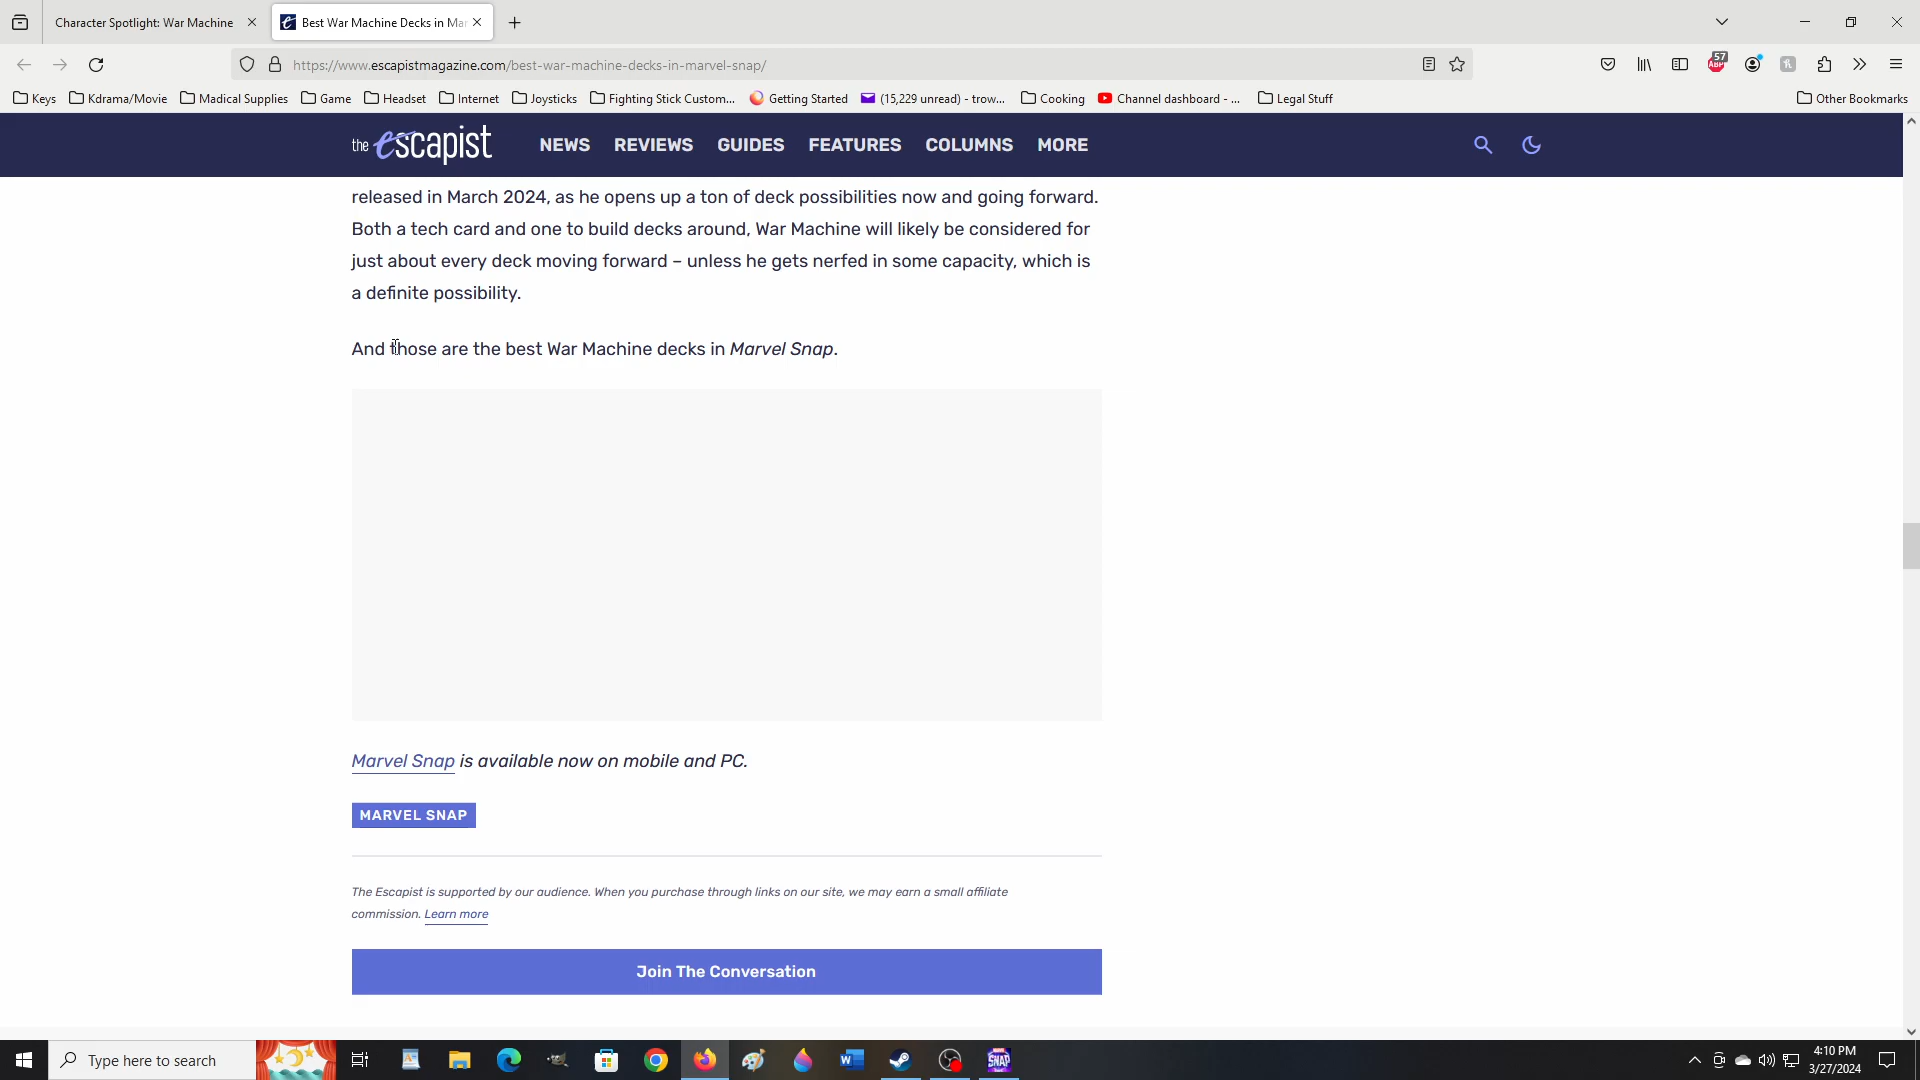 Character Spotlight: War Machine
Best War Machine Decks in Mar
https://www.escapistmagazine.com/best-war-machine-decks-in-marvel-snap/
57
ABP
Keys
Kdrama/Movie
Madical Supplies
Game
Headset
Internet
Joysticks
Fighting Stick Custom...
Getting Started
(15,229 unread) - trow...
Cooking
Channel dashboard - ...
Legal Stuff
Other Bookmarks
the escapist
NEWS
REVIEWS
GUIDES
FEATURES
COLUMNS
MORE
released in March 2024, as he opens up a ton of deck possibilities now and going forward.
Both a tech card and one to build decks around, War Machine will likely be considered for
just about every deck moving forward – unless he gets nerfed in some capacity, which is
a definite possibility.
And those are the best War Machine decks in Marvel Snap.
Marvel Snap is available now on mobile and PC.
MARVEL SNAP
The Escapist is supported by our audience. When you purchase through links on our site, we may earn a small affiliate
commission. Learn more
Join The Conversation
Type here to search
SNAP
4:10 PM
3/27/2024